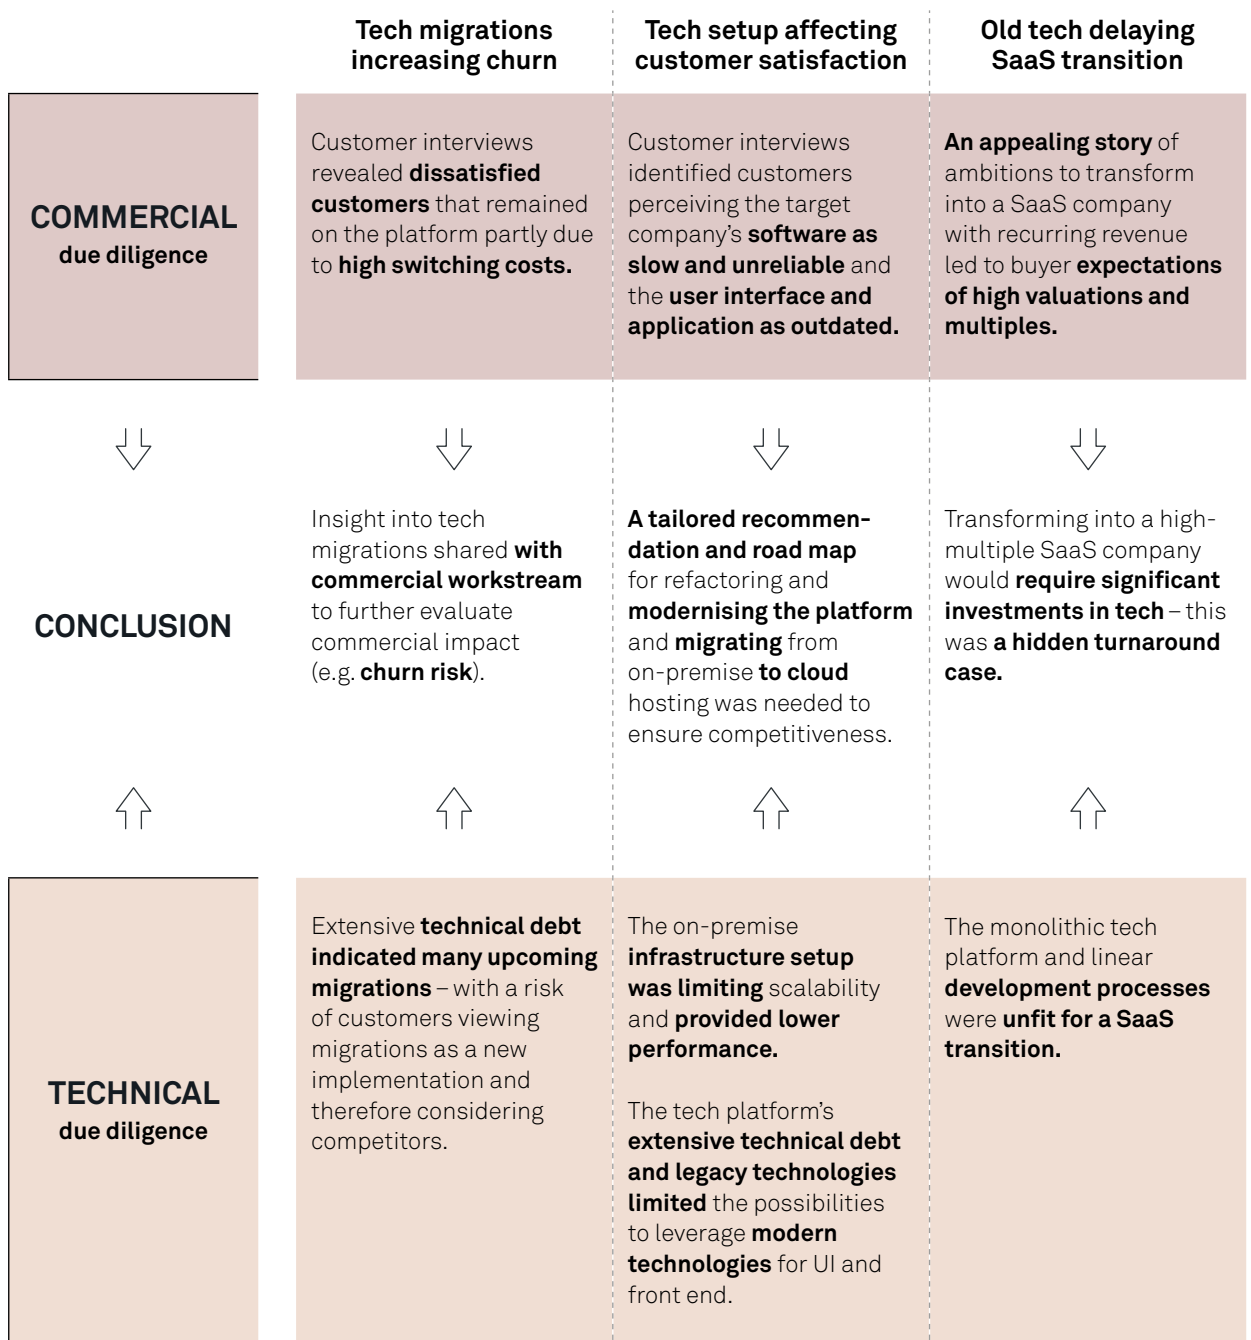 Tech migrations
increasing churn
Tech setup affecting
customer satisfaction
Old tech delaying
SaaS transition
COMMERCIAL
due diligence
Customer interviews
revealed dissatisfied
customers that remained
on the platform partly due
to high switching costs.
Customer interviews
identified customers
perceiving the target
company’s software as
slow and unreliable and
the user interface and
application as outdated.
An appealing story of
ambitions to transform
into a SaaS company
with recurring revenue
led to buyer expectations
of high valuations and
multiples.
CONCLUSION
Insight into tech
migrations shared with
commercial workstream
to further evaluate
commercial impact
(e.g. churn risk).
A tailored recommen-
dation and road map
for refactoring and
modernising the platform
and migrating from
on-premise to cloud
hosting was needed to
ensure competitiveness.
Transforming into a high-
multiple SaaS company
would require significant
investments in tech – this
was a hidden turnaround
case.
TECHNICAL
due diligence
Extensive technical debt
indicated many upcoming
migrations – with a risk
of customers viewing
migrations as a new
implementation and
therefore considering
competitors.
The on-premise
infrastructure setup
was limiting scalability
and provided lower
performance.
The tech platform’s
extensive technical debt
and legacy technologies
limited the possibilities
to leverage modern
technologies for UI and
front end.
The monolithic tech
platform and linear
development processes
were unfit for a SaaS
transition.